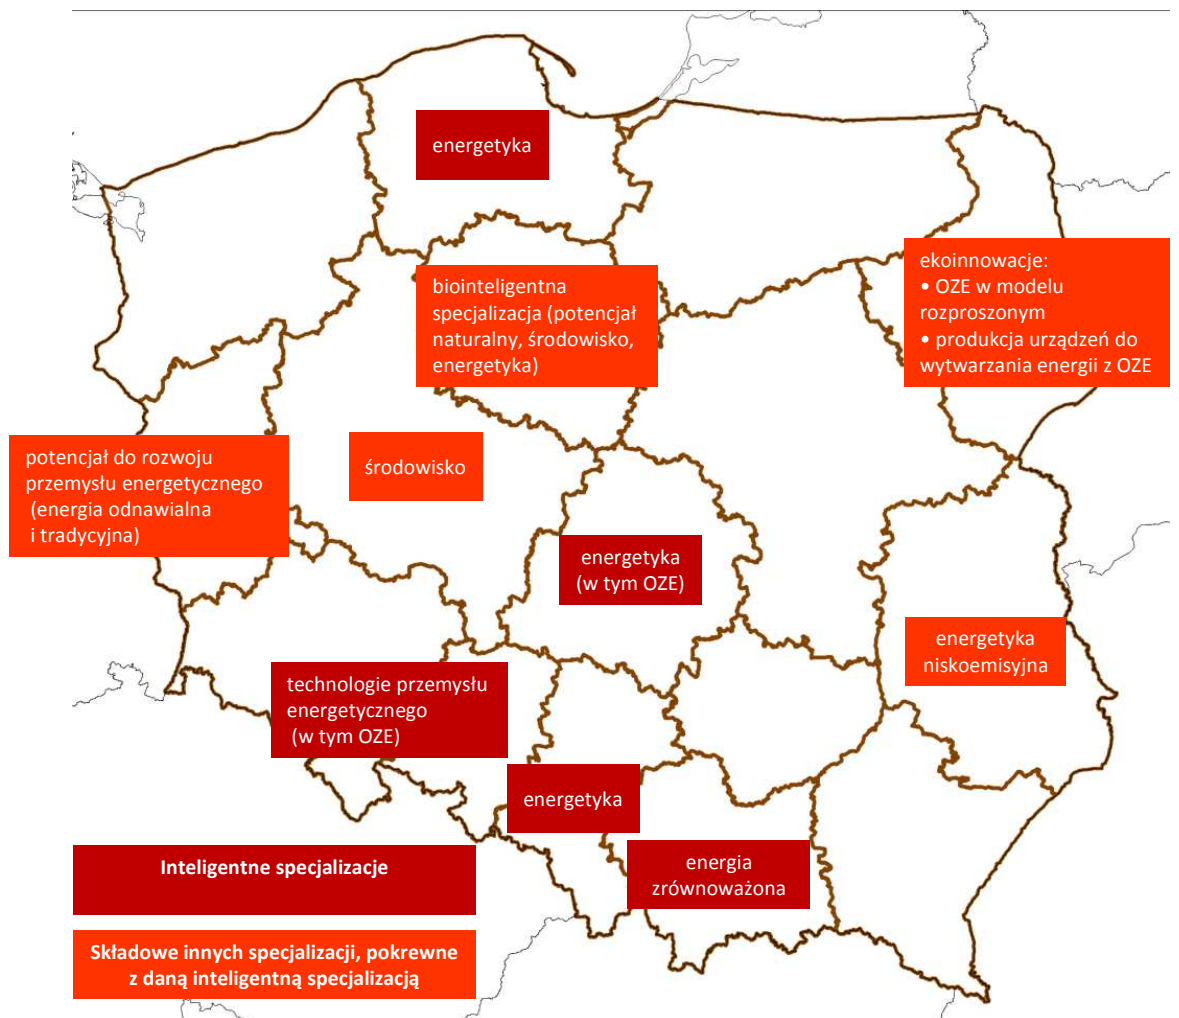 energetyka
biointeligentna
specjalizacja (potencjał
naturalny, środowisko,
energetyka)
ekoinnowacje:
• OZE w modelu
rozproszonym
• produkcja urządzeń do
wytwarzania energii z OZE
potencjał do rozwoju
przemysłu energetycznego
(energia odnawialna
i tradycyjna)
środowisko
energetyka
(w tym OZE)
energetyka
niskoemisyjna
technologie przemysłu
energetycznego
(w tym OZE)
energetyka
energia
zrównoważona
Inteligentne specjalizacje
Składowe innych specjalizacji, pokrewne
z daną inteligentną specjalizacją